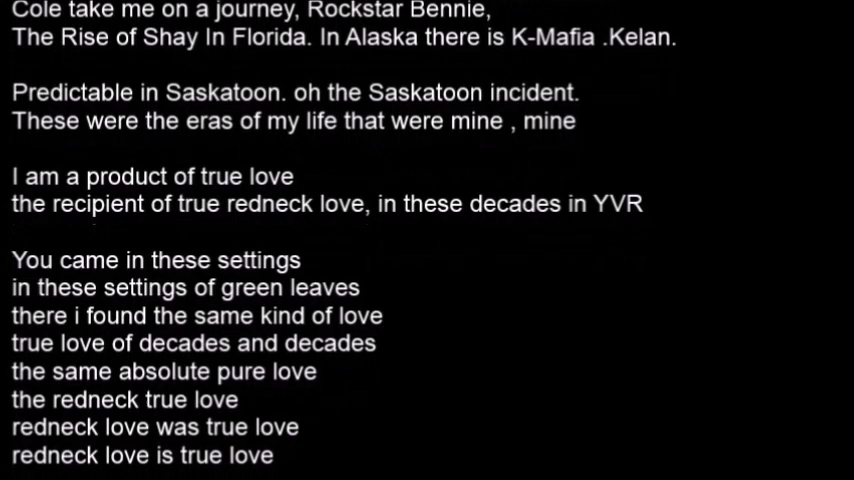 Cole take me on a journey, Rockstar Bennie,
The Rise of Shay In Florida. In Alaska there is K-Mafia .Kelan.
Predictable in Saskatoon. oh the Saskatoon incident.
These were the eras of my life that were mine , mine
I am a product of true love
the recipient of true redneck love, in these decades in YVR
You came in these settings
in these settings of green leaves
there i found the same kind of love
true love of decades and decades
the same absolute pure love
the redneck true love
redneck love was true love
redneck love is true love